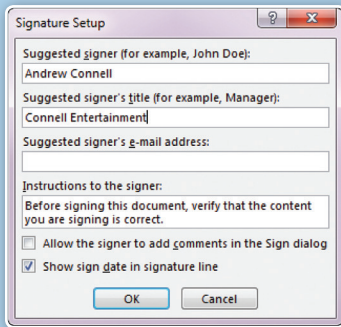 Signature Setup
Suggested signer (for example, John Doe):
Andrew Connell
Suggested signer's title (for example, Manager):
Connell Entertainment
Suggested signer's e-mail address:
Instructions to the signer:
Before signing this document, verify that the content
you are signing is correct.
Allow the signer to add comments in the Sign dialog
Show sign date in signature line
OK Cancel